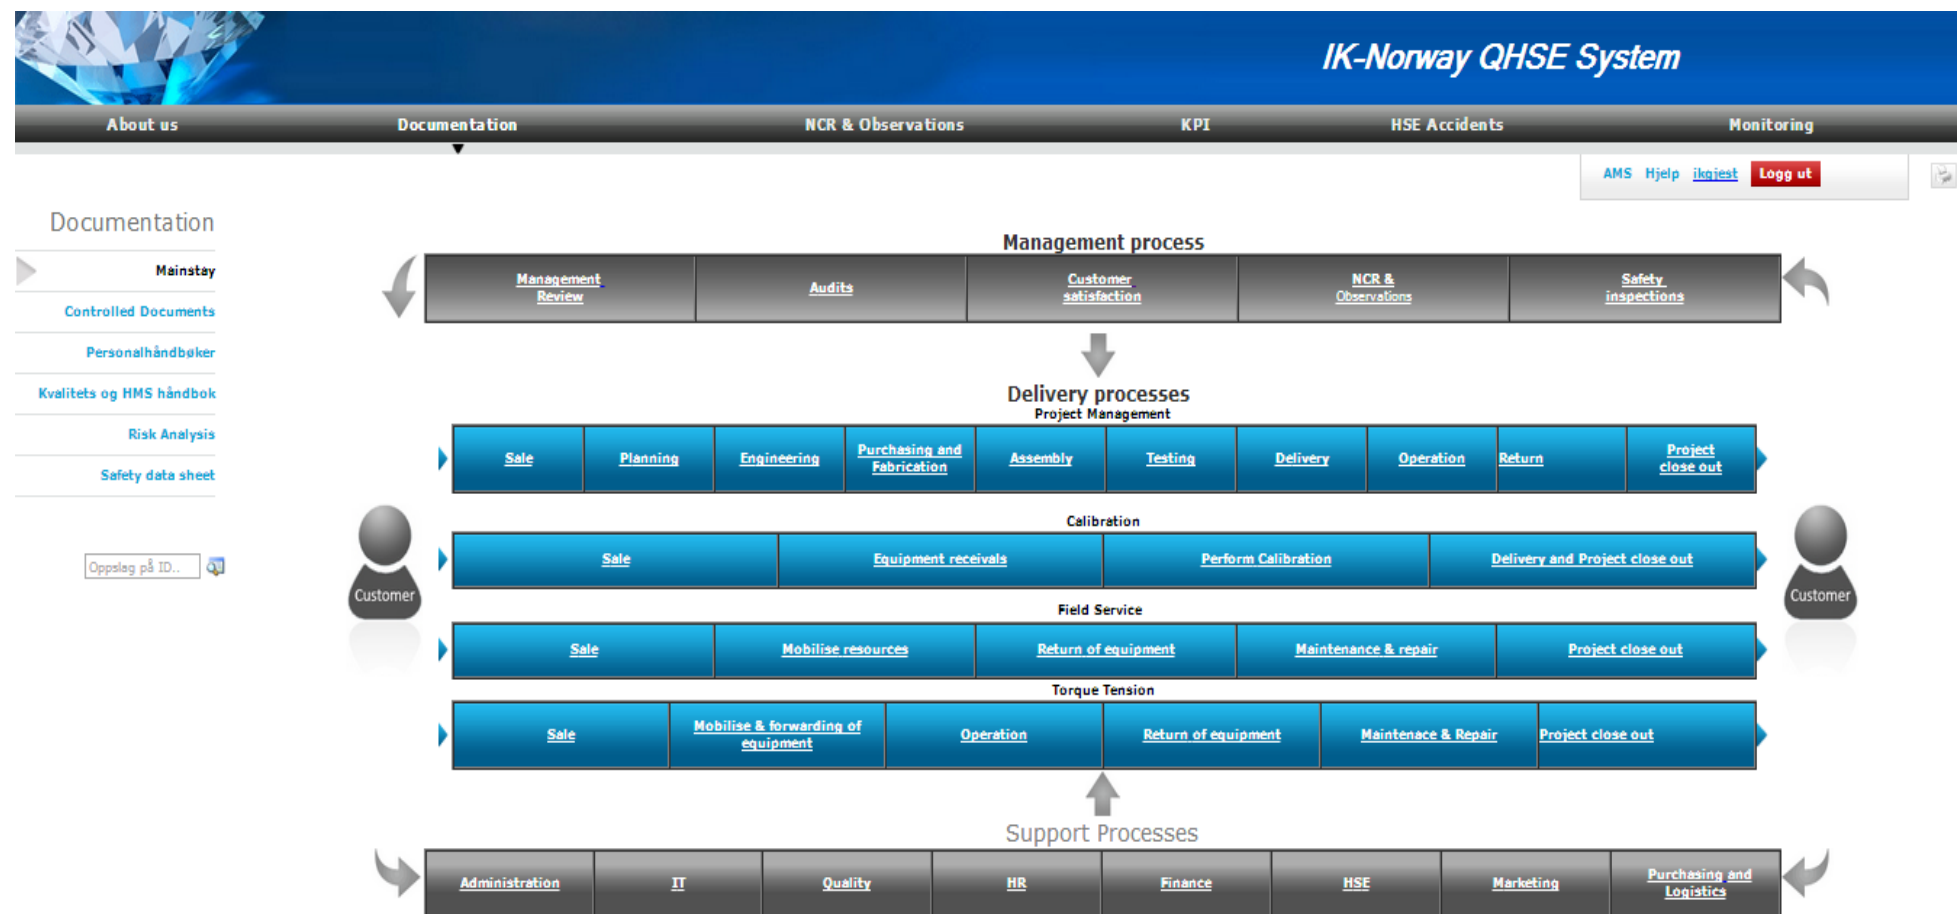 IK-Norway QHSE System
About us Documentation NCR & Observations KPI HSE Accidents Monitoring
AMS Hjelp ikgjest Logg ut
Documentation
Mainstay
Controlled Documents
Personalhåndbøker
Kvalitets og HMS håndbok
Risk Analysis
Safety data sheet
Oppslag på ID..
Management process
Management
Review
Audits
Customer
satisfaction
NCR &
Observations
Safety
inspections
Delivery processes
Project Management
Sale
Planning
Engineering
Purchasing and
Fabrication
Assembly
Testing
Delivery
Operation
Return
Project
close out
Customer
Calibration
Sale
Equipment receivals
Perform Calibration
Delivery and Project close out
Customer
Field Service
Sale
Mobilise resources
Return of equipment
Maintenance & repair
Project close out
Torque Tension
Sale
Mobilise & forwarding of
equipment
Operation
Return of equipment
Maintenace & Repair
Project close out
Support Processes
Administration
IT
Quality
HR
Finance
HSE
Marketing
Purchasing and
Logistics